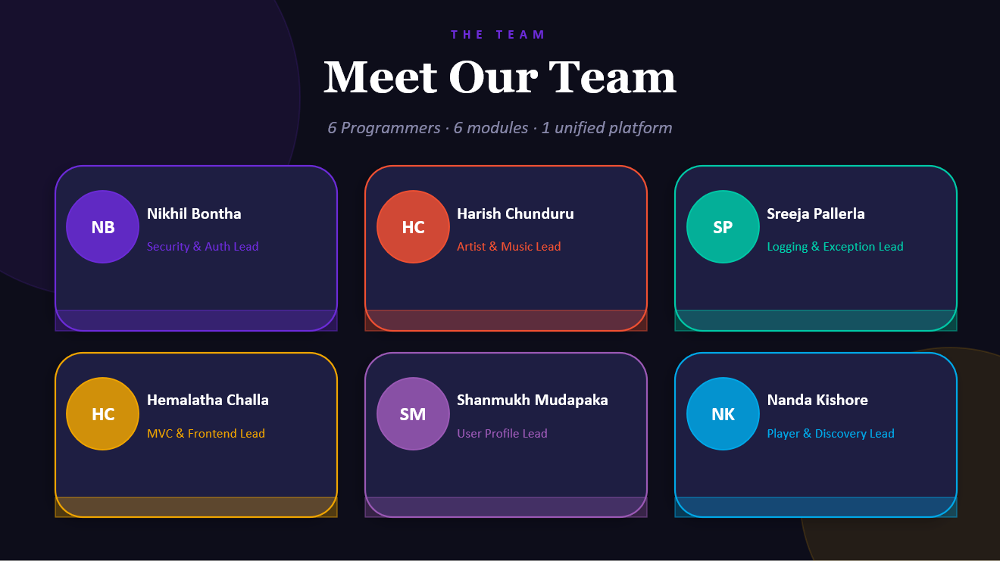 THE TEAM
Meet Our Team
6 Programmers · 6 modules · 1 unified platform
NB
Nikhil Bontha
Security & Auth Lead
HC
Harish Chunduru
Artist & Music Lead
SP
Sreeja Pallerla
Logging & Exception Lead
HC
Hemalatha Challa
MVC & Frontend Lead
SM
Shanmukh Mudapaka
User Profile Lead
NK
Nanda Kishore
Player & Discovery Lead